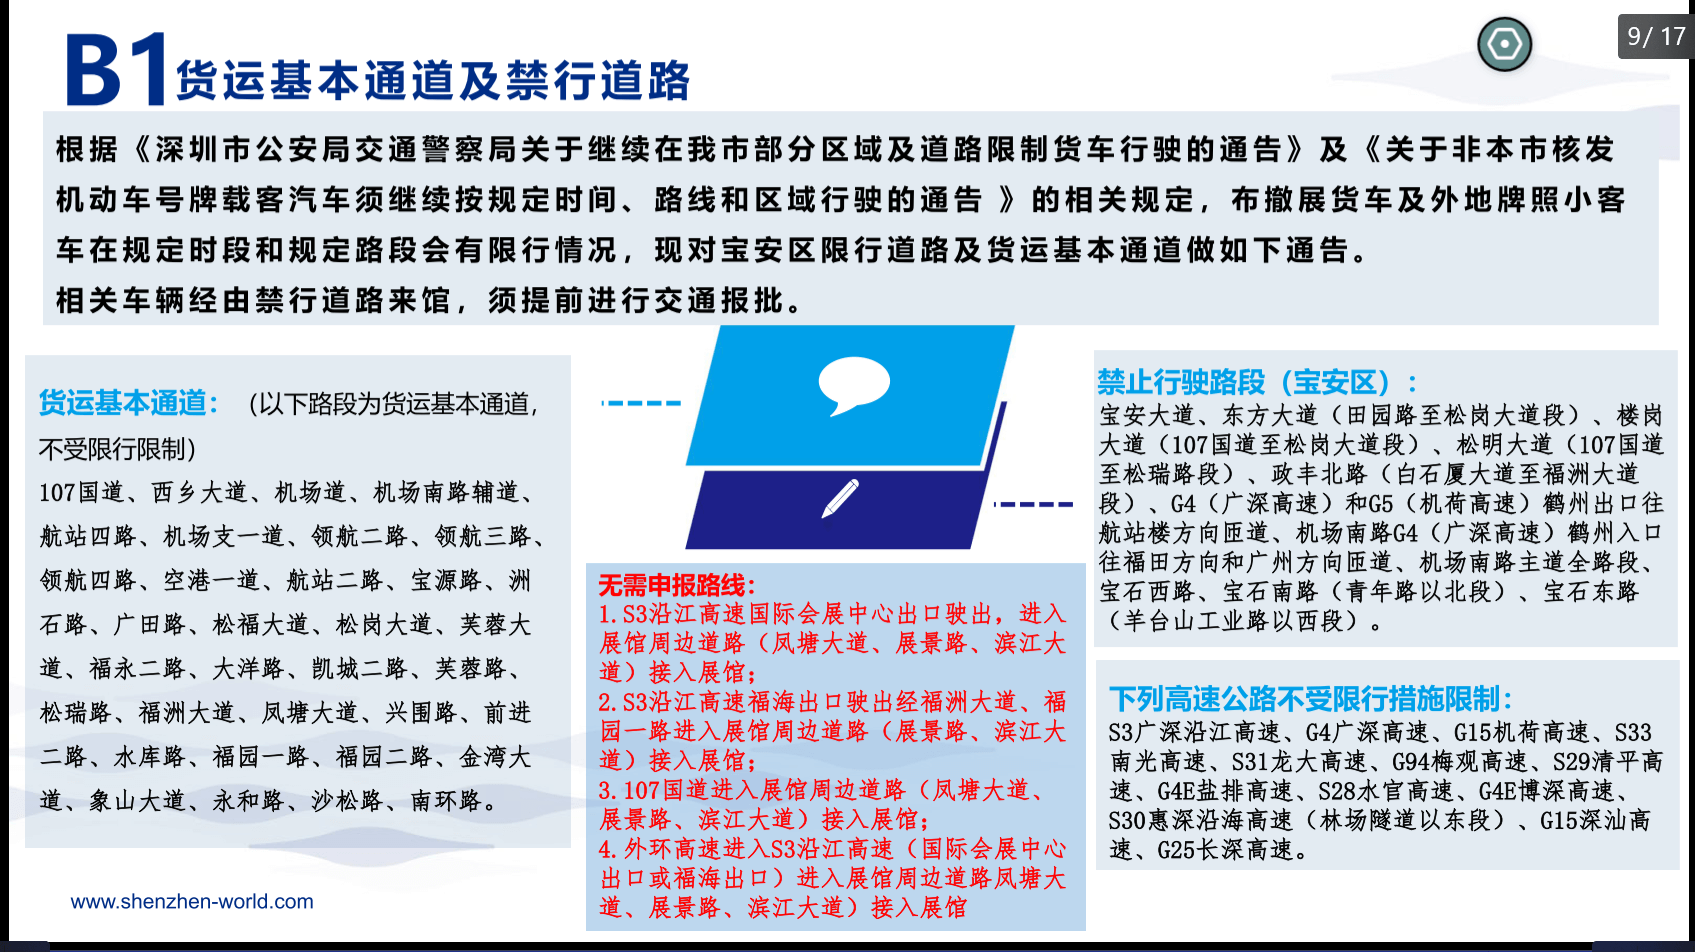 9/ 17
B1货运基本通道及禁行道路
根据《深圳市公安局交通警察局关于继续在我市部分区域及道路限制货车行驶的通告》及《关于非本市核发
机动车号牌载客汽车须继续按规定时间、路线和区域行驶的通告 》的相关规定，布撤展货车及外地牌照小客
车在规定时段和规定路段会有限行情况，现对宝安区限行道路及货运基本通道做如下通告。
相关车辆经由禁行道路来馆，须提前进行交通报批。
货运基本通道：（以下路段为货运基本通道，
不受限行限制）
107国道、西乡大道、机场道、机场南路辅道、
航站四路、机场支一道、领航二路、领航三路、
领航四路、空港一道、航站二路、宝源路、洲
石路、广田路、松福大道、松岗大道、芙蓉大
道、福永二路、大洋路、凯城二路、芙蓉路、
松瑞路、福洲大道、凤塘大道、兴围路、前进
二路、水库路、福园一路、福园二路、金湾大
道、象山大道、永和路、沙松路、南环路。
www.shenzhen-world.com
无需申报路线：
1.S3沿江高速国际会展中心出口驶出，进入
展馆周边道路（凤塘大道、展景路、滨江大
道）接入展馆；
2.S3沿江高速福海出口驶出经福洲大道、福
园一路进入展馆周边道路（展景路、滨江大
道）接入展馆；
3.107国道进入展馆周边道路（凤塘大道、
展景路、滨江大道）接入展馆；
4.外环高速进入S3沿江高速（国际会展中心
出口或福海出口）进入展馆周边道路凤塘大
道、展景路、滨江大道）接入展馆
禁止行驶路段（宝安区）：
宝安大道、东方大道（田园路至松岗大道段）、楼岗
大道（107国道至松岗大道段）、松明大道（107国道
至松瑞路段）、政丰北路（白石厦大道至福洲大道
段）、G4（广深高速）和G5（机荷高速）鹤州出口往
航站楼方向匝道、机场南路G4（广深高速）鹤州入口
往福田方向和广州方向匝道、机场南路主道全路段、
宝石西路、宝石南路（青年路以北段）、宝石东路
（羊台山工业路以西段）。
下列高速公路不受限行措施限制：
S3广深沿江高速、G4广深高速、G15机荷高速、S33
南光高速、S31龙大高速、G94梅观高速、S29清平高
速、G4E盐排高速、S28水官高速、G4E博深高速、
S30惠深沿海高速（林场隧道以东段）、G15深汕高
速、G25长深高速。